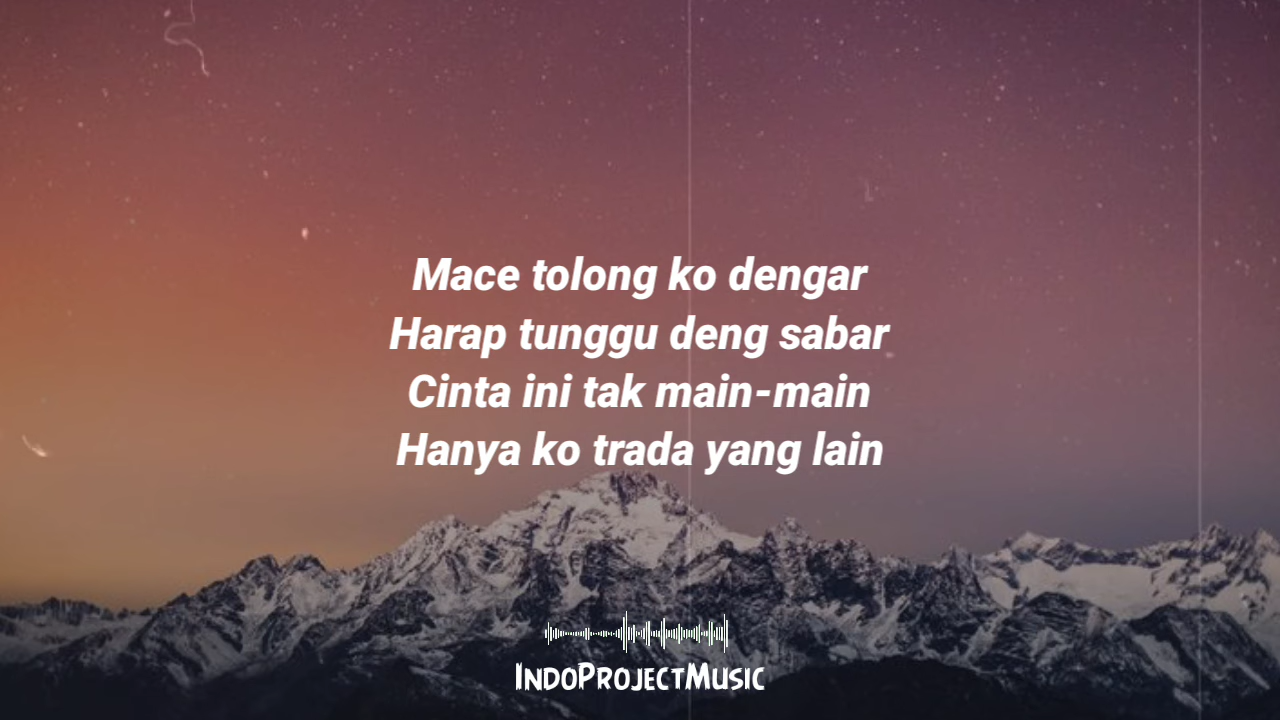 Mace tolong ko dengar
Harap tunggu deng sabar
Cinta ini tak main-main
Hanya ko trada yang lain
IndoProjectMusic